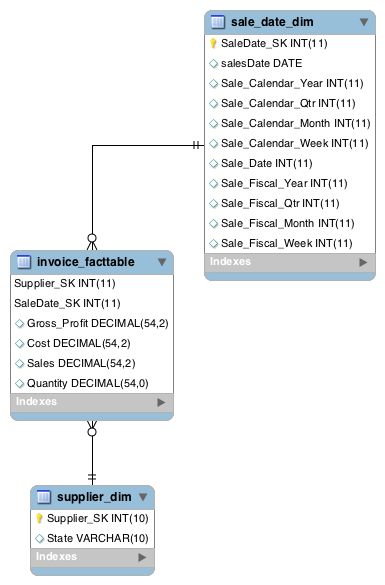 sale_date_dim
SaleDate_SK INT(11)
salesDate DATE
Sale_Calendar_Year INT(11)
Sale_Calendar_Qtr INT(11)
Sale_Calendar_Month INT(11)
Sale_Calendar_Week INT(11)
Sale_Date INT(11)
Sale_Fiscal_Year INT(11)
Sale_Fiscal_Qtr INT(11)
Sale_Fiscal_Month INT(11)
Sale_Fiscal_Week INT(11)
Indexes
invoice_facttable
Supplier_SK INT(11)
SaleDate_SK INT(11)
Gross_Profit DECIMAL(54,2)
Cost DECIMAL(54,2)
Sales DECIMAL(54,2)
Quantity DECIMAL(54,0)
Indexes
supplier_dim
Supplier_SK INT(10)
State VARCHAR(10)
Indexes